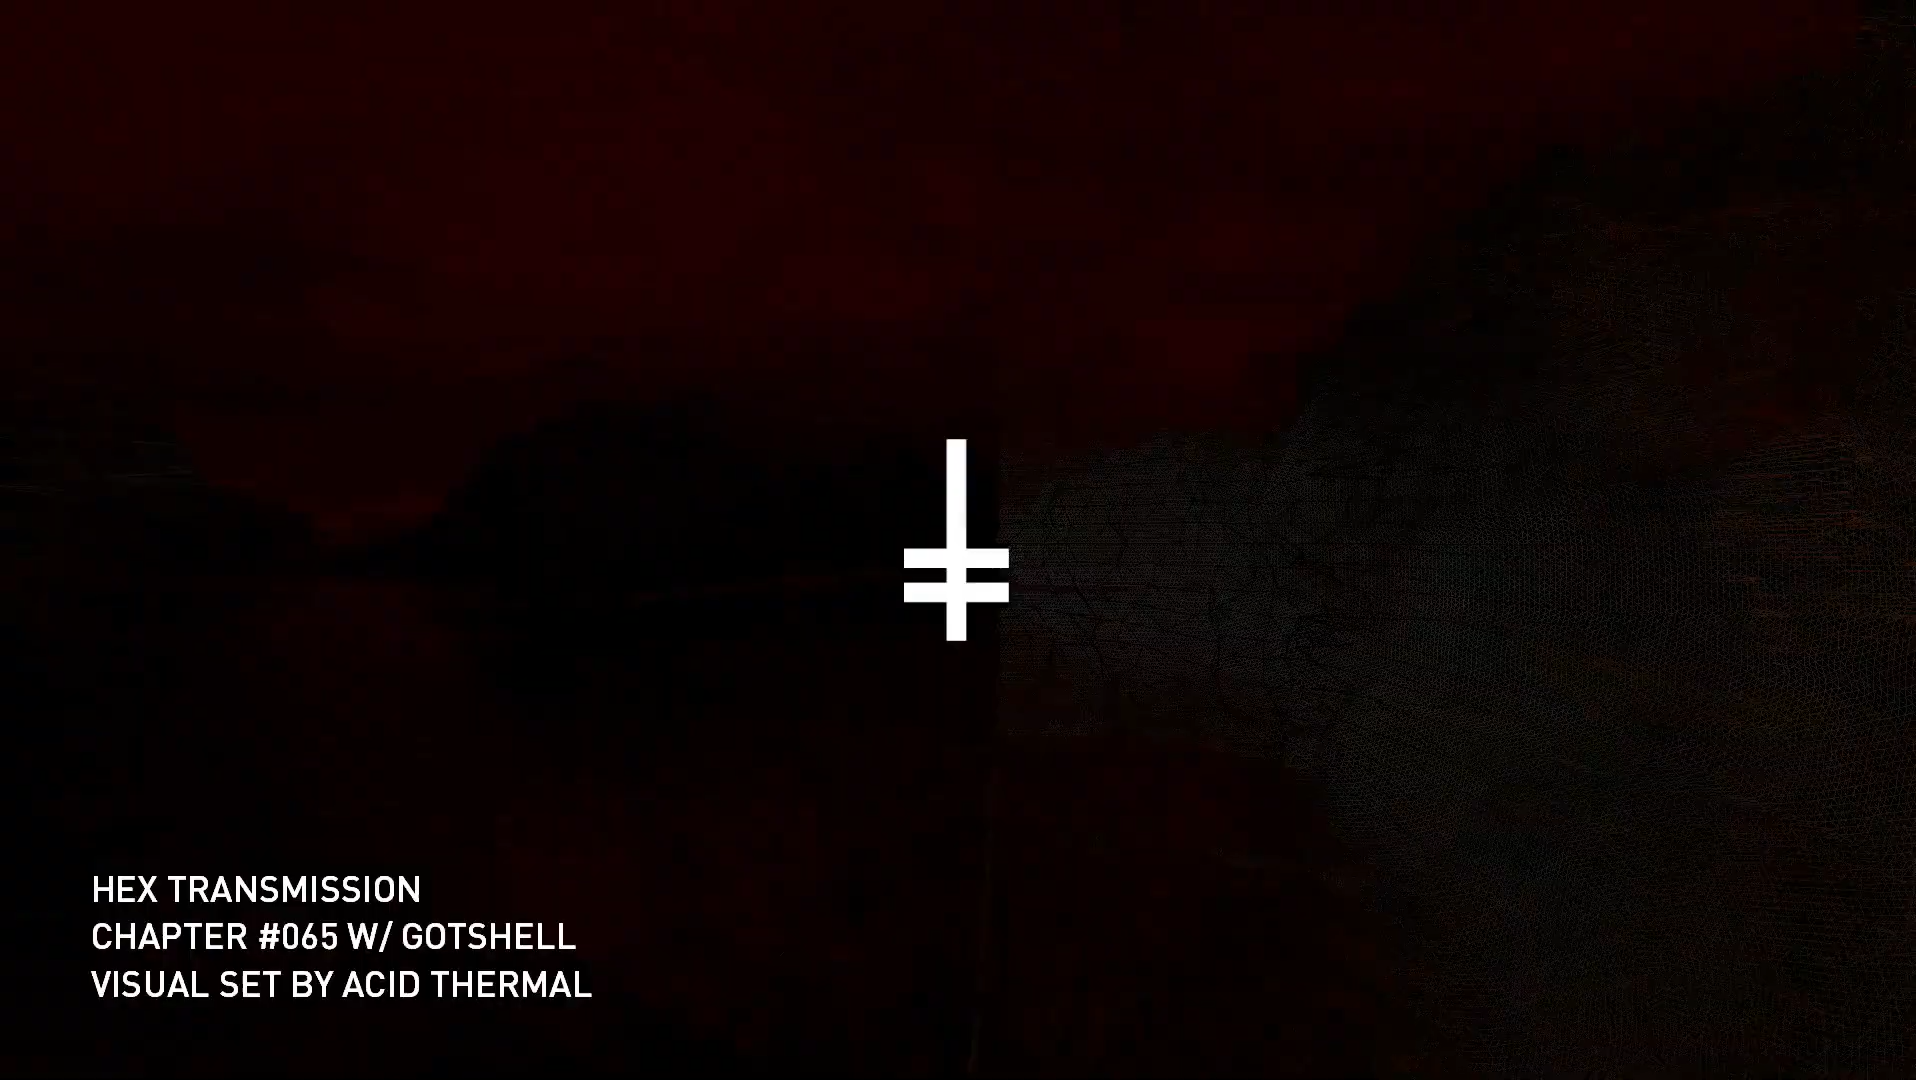 HEX TRANSMISSION
CHAPTER #065 W/ GOTSHELL
VISUAL SET BY ACID THERMAL